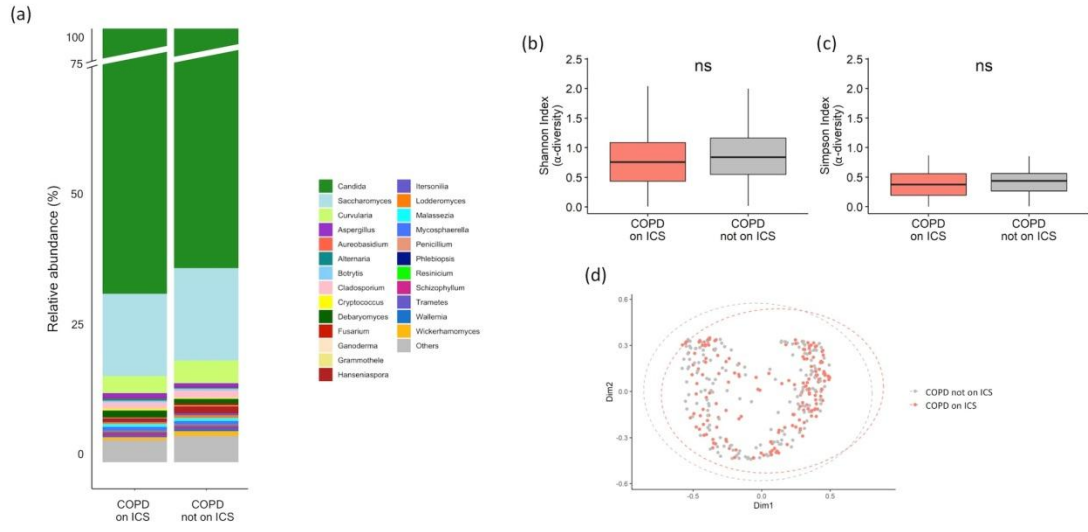 (a)
100
75
50
25
0
Relative abundance (%)
COPD
on ICS
COPD
not on ICS
Candida
Saccharomyces
Curvularia
Aspergillus
Aureobasidium
Alternaria
Botrytis
Cladosporium
Cryptococcus
Debaryomyces
Fusarium
Ganoderma
Grammothele
Hanseniaspora
Itersonilia
Lodderomyces
Malassezia
Mycosphaerella
Penicillium
Phlebiopsis
Resinicium
Schizophyllum
Trametes
Wallemia
Wickerhamomyces
Others
(b)
ns
Shannon Index
(α-diversity)
2.5
2.0
1.5
1.0
0.5
0.0
COPD
on ICS
COPD
not on ICS
(c)
ns
Simpson Index
(α-diversity)
2.5
2.0
1.5
1.0
0.5
0.0
COPD
on ICS
COPD
not on ICS
(d)
Dim2
0.6
0.3
0.0
-0.3
-0.6
-0.5
0.0
0.5
Dim1
COPD not on ICS
COPD on ICS